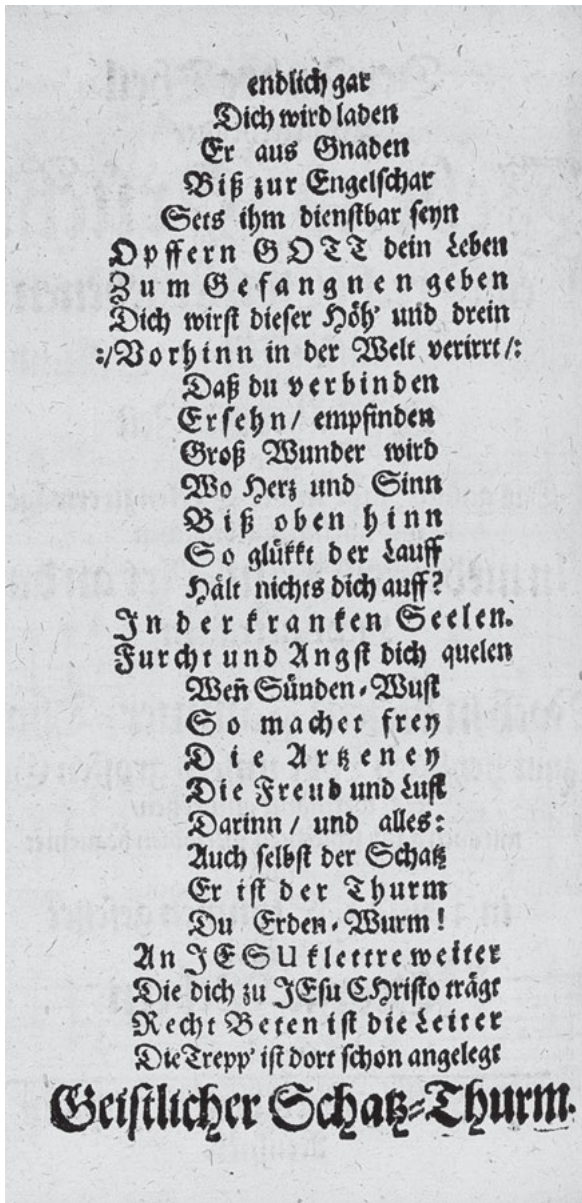 endlich gar
Dich wird laden
Er aus Gnaden
Biß zur Engelschar
Sets ihm dienstbar seyn
Opffern GOTT dein Leben
Zum Gefangnen geben
Dich wirst dieser Höh' und drein
:/Vorhinn in der Welt verirrt/:
Daß du verbinden
Ersehn/ empfinden
Groß Wunder wird
Wo Herz und Sinn
Biß oben hinn
So glükkt der Lauff
Hält nichts dich auff?
In der kranken Seelen.
Furcht und Angst dich quelen
Weñ Sünden-Wust
So machet frey
Die Artzeney
Die Freud und Lust
Darinn/ und alles:
Auch selbst der Schatz
Er ist der Thurm
Du Erden-Wurm!
An JESU klettre weiter
Die dich zu JEsu CHristo trägt
Recht Beten ist die Leiter
Die Trepp' ist dort schon angelegt
Geistlicher Schatz-Thurm.